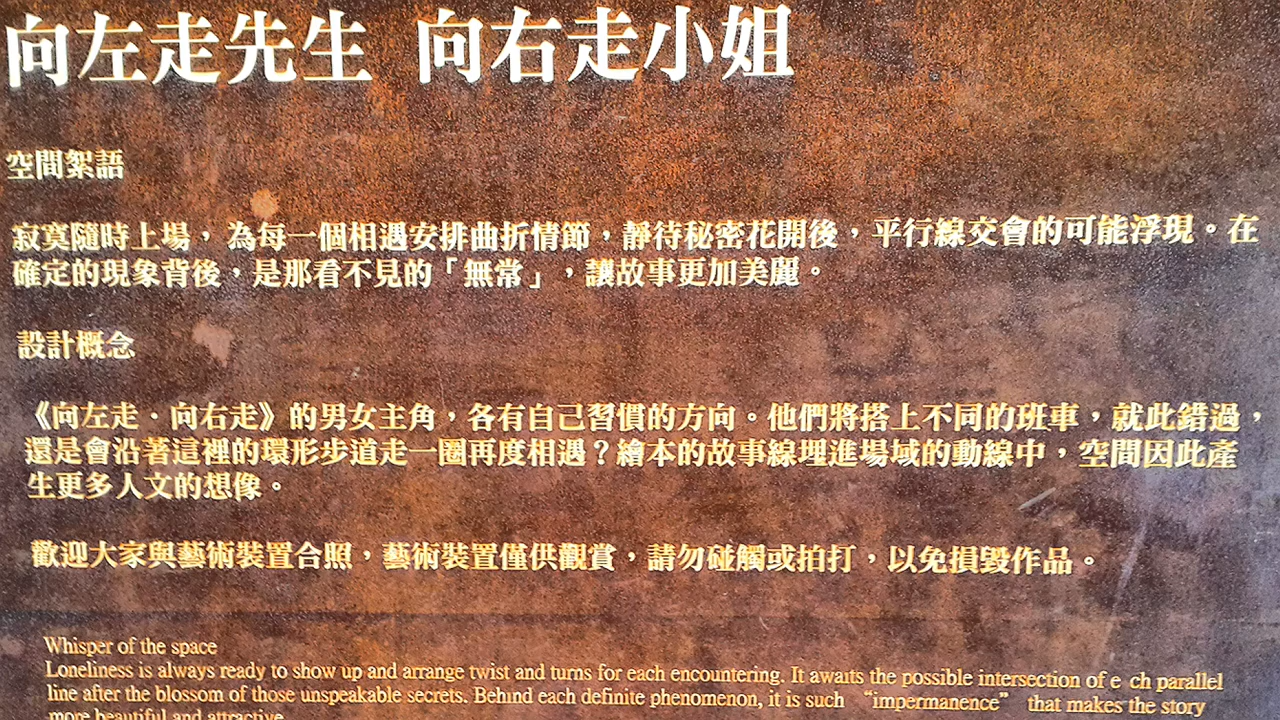 向左走先生 向右走小姐
空間絮語
寂寞隨時上場，為每一個相遇安排曲折情節，靜待秘密花開後，平行線交會的可能浮現。在
確定的現象背後，是那看不見的「無常」，讓故事更加美麗。
設計概念
《向左走・向右走》的男女主角，各有自己習慣的方向。他們將搭上不同的班車，就此錯過，
還是會沿著這裡的環形步道走一圈再度相遇？繪本的故事線埋進場域的動線中，空間因此產
生更多人文的想像。
歡迎大家與藝術裝置合照，藝術裝置僅供觀賞，請勿碰觸或拍打，以免損毀作品。
Whisper of the space
Loneliness is always ready to show up and arrange twist and turns for each encountering. It awaits the possible intersection of e ch parallel
line after the blossom of those unspeakable secrets. Behind each definite phenomenon, it is such “impermanence” that makes the story
more beautiful and attractive.